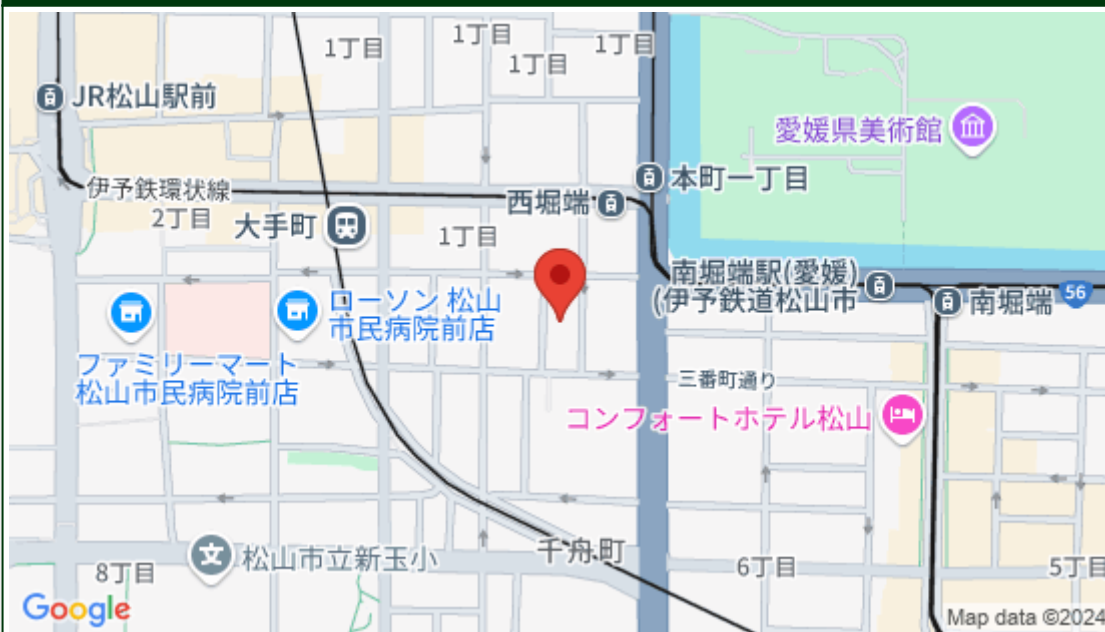 1丁目
1丁目
1丁目
1丁目
JR松山駅前
愛媛県美術館
本町一丁目
伊予鉄環状線
西堀端
2丁目
大手町
1丁目
南堀端駅(愛媛)
(伊予鉄道松山市
南堀端
56
ローソン 松山
市民病院前店
ファミリーマート
松山市民病院前店
三番町通り
コンフォートホテル松山
文
松山市立新玉小
千舟町
8丁目
6丁目
5丁目
Google
Map data ©2024